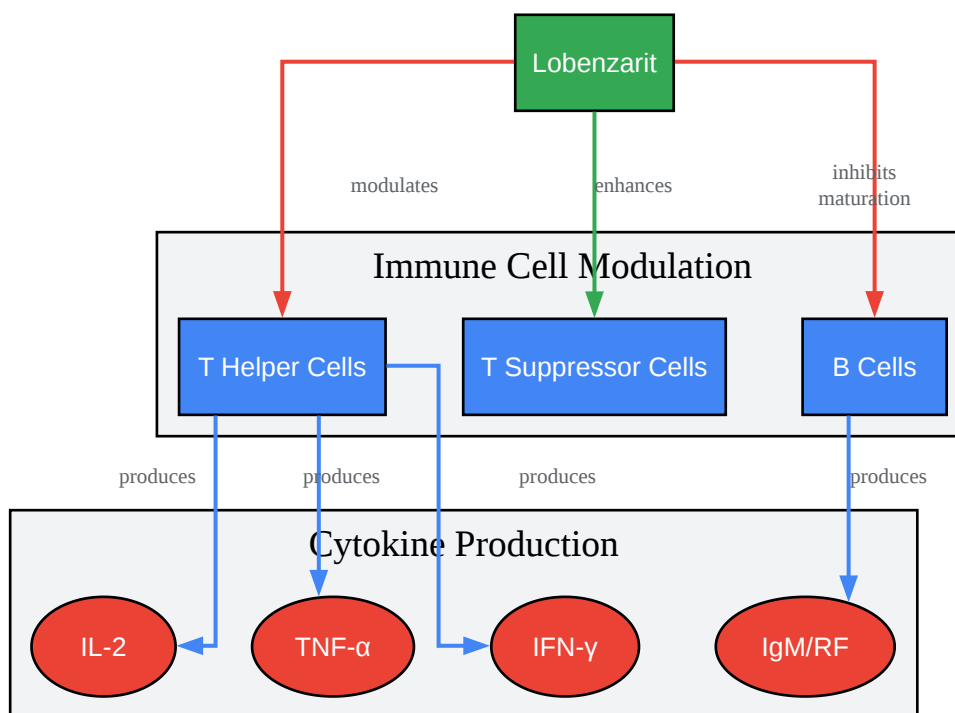 Lobenzarit
modulates
enhances
inhibits
maturation
Immune Cell Modulation
T Helper Cells
T Suppressor Cells
B Cells
produces
produces
produces
produces
Cytokine Production
IL-2
TNF-α
IFN-γ
IgM/RF